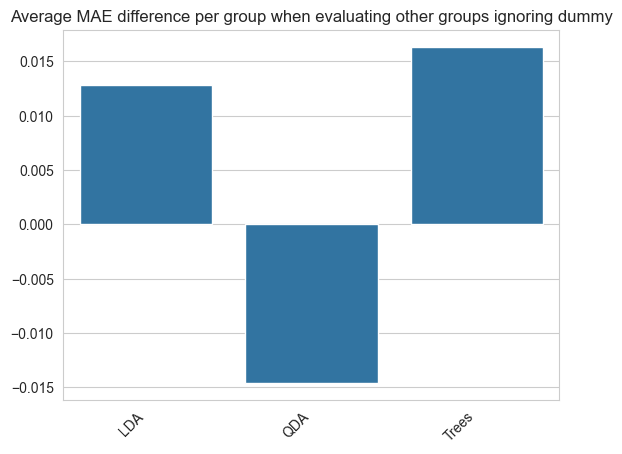 Average MAE difference per group when evaluating other groups ignoring dummy
0.015
0.010
0.005
0.000
−0.005
−0.010
−0.015
LDA
QDA
Trees